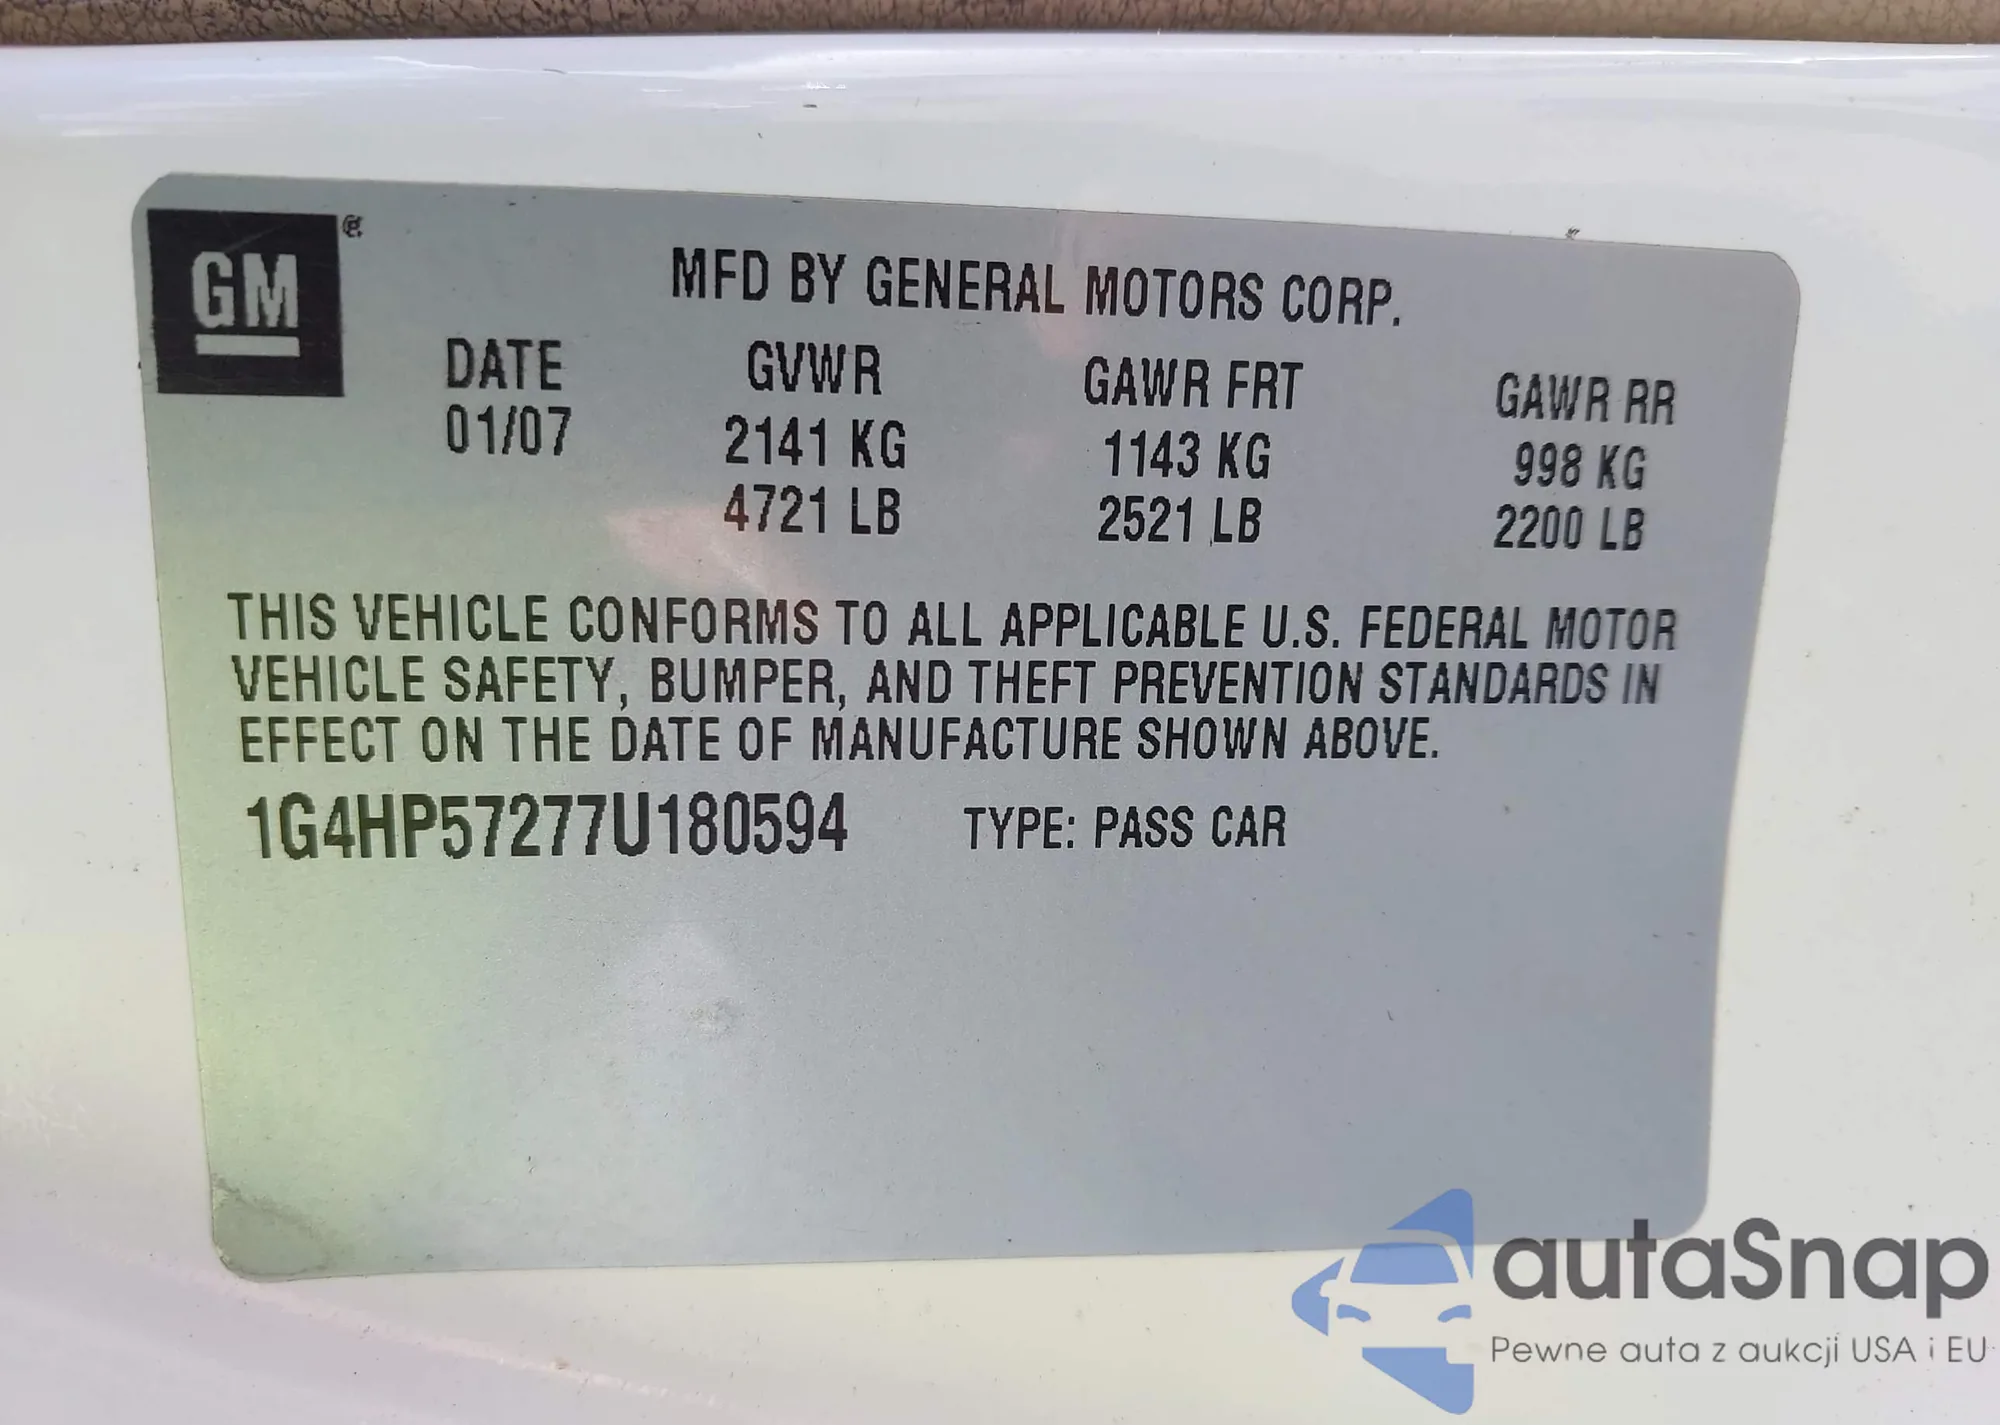 GM
MFD BY GENERAL MOTORS CORP.
DATE GVWR GAWR FRT GAWR RR
01/07 2141 KG 1143 KG 998 KG
4721 LB 2521 LB 2200 LB
THIS VEHICLE CONFORMS TO ALL APPLICABLE U.S. FEDERAL MOTOR
VEHICLE SAFETY, BUMPER, AND THEFT PREVENTION STANDARDS IN
EFFECT ON THE DATE OF MANUFACTURE SHOWN ABOVE.
1G4HP57277U180594 TYPE: PASS CAR
autaSnap
Pewne auta z aukcji USA i EU